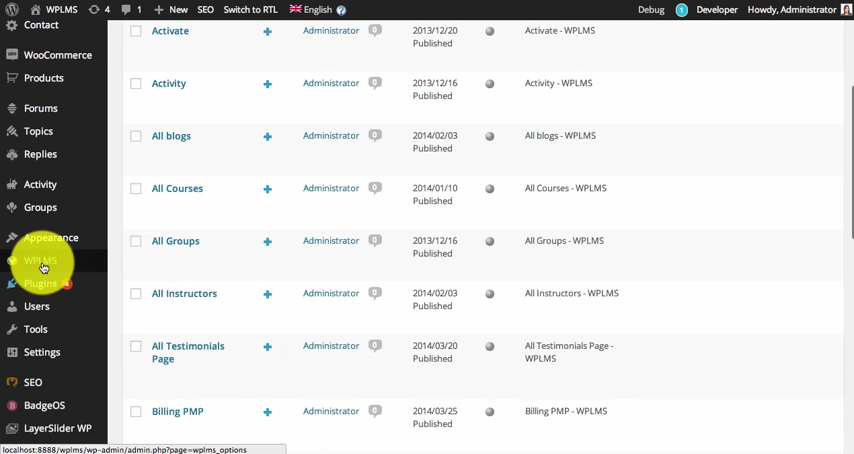 WPLMS 4 1 New SEO Switch to RTL English ? Debug 1 Developer Howdy, Administrator
Contact
WooCommerce
Products
Forums
Topics
Replies
Activity
Groups
Appearance
WPLMS
Plugins 4
Users
Tools
Settings
SEO
BadgeOS
LayerSlider WP
Activate Administrator 0 2013/12/20 Activate - WPLMS
Published
Activity Administrator 0 2013/12/16 Activity - WPLMS
Published
All blogs Administrator 0 2014/02/03 All blogs - WPLMS
Published
All Courses Administrator 0 2014/01/10 All Courses - WPLMS
Published
All Groups Administrator 0 2013/12/16 All Groups - WPLMS
Published
All Instructors Administrator 0 2014/02/03 All Instructors - WPLMS
Published
All Testimonials Administrator 0 2014/03/20 All Testimonials Page -
Page Published WPLMS
Billing PMP Administrator 0 2014/03/25 Billing PMP - WPLMS
Published
localhost:8888/wplms/wp-admin/admin.php?page=wplms_options